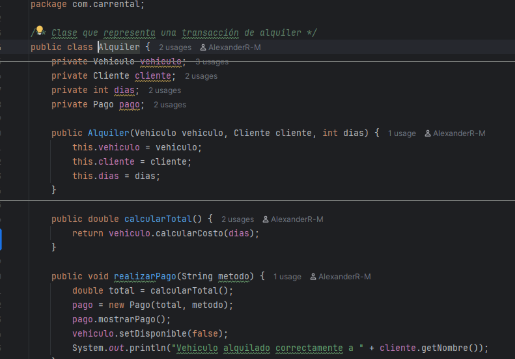 package com.carrental;
/** Clase que representa una transacción de alquiler */
public class Alquiler { 2 usages AlexanderR-M
private Vehiculo vehiculo; 3 usages
private Cliente cliente; 2 usages
private int dias; 2 usages
private Pago pago; 2 usages
public Alquiler(Vehiculo vehiculo, Cliente cliente, int dias) { 1 usage AlexanderR-M
this.vehiculo = vehiculo;
this.cliente = cliente;
this.dias = dias;
}
public double calcularTotal() { 2 usages AlexanderR-M
return vehiculo.calcularCosto(dias);
}
public void realizarPago(String metodo) { 1 usage AlexanderR-M
double total = calcularTotal();
pago = new Pago(total, metodo);
pago.mostrarPago();
vehiculo.setDisponible(false);
System.out.println("Vehiculo alquilado correctamente a " + cliente.getNombre());
}